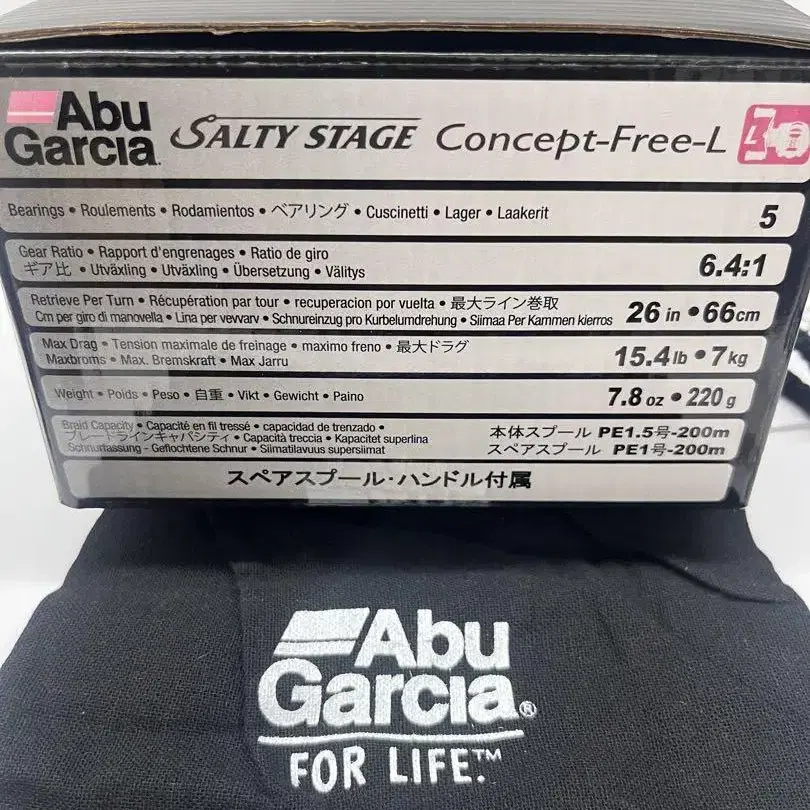 Abu Garcia SALTY STAGE Concept-Free-L L
Bearings • Roulements • Rodamientos • ベアリング • Cuscinetti • Lager • Laakerit 5
Gear Ratio • Rapport d'engrenages • Ratio de giro
ギア比 • Utväxling • Utväxling • Übersetzung • Välitys 6.4:1
Retrieve Per Turn • Récupération par tour • recuperacion por vuelta • 最大ライン巻取
Cm per giro di manovella • Lina per vevvarv • Schnureinzug pro Kurbelumdrehung • Siimaa Per Kammen kierros 26 in • 66cm
Max Drag • Tension maximale de freinage • maximo freno • 最大ドラグ
Maxbroms • Max. Bremskraft • Max Jarru 15.4lb • 7kg
Weight • Poids • Peso • 自重 • Vikt • Gewicht • Paino 7.8 oz • 220 g
Braid Capacity • Capacité en fil tressé • capacidad de trenzado •
ブレードラインキャパシティ • Capacità treccia • Kapacitet superlina
Schnurfassung - Geflochtene Schnur • Siimatilavuus supersiimat
本体スプール PE1.5号-200m
スペアスプール PE1号-200m
スペアスプール・ハンドル付属
Abu
Garcia®
FOR LIFE.™